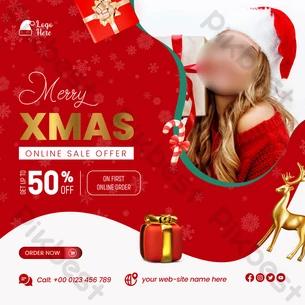 Logo
Here
Merry
XMAS
ONLINE SALE OFFER
GET UP TO
50%
OFF
ON FIRST
ONLINE ORDER
ORDER NOW
Call +00 0123 456 789
your-web-site name here
pikbest